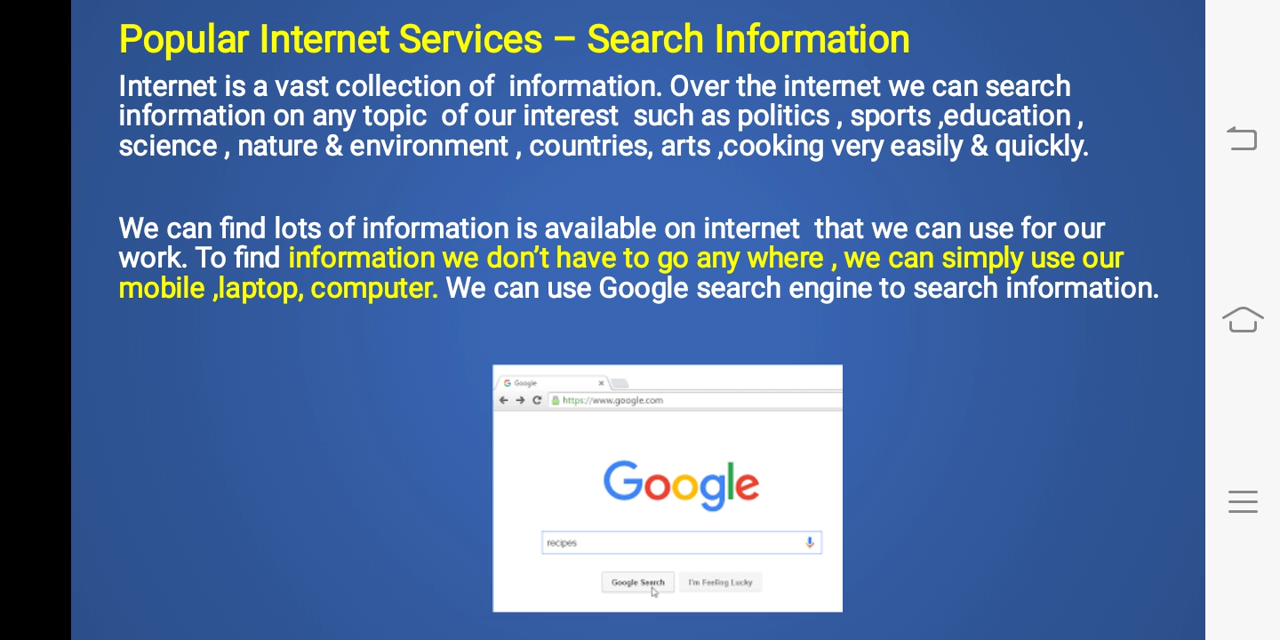 Popular Internet Services – Search Information
Internet is a vast collection of  information. Over the internet we can search
information on any topic  of our interest  such as politics , sports ,education ,
science , nature & environment , countries, arts ,cooking very easily & quickly.
We can find lots of information is available on internet  that we can use for our
work. To find information we don’t have to go any where , we can simply use our
mobile ,laptop, computer. We can use Google search engine to search information.
Google
https://www.google.com
Google
recipes
Google Search I'm Feeling Lucky